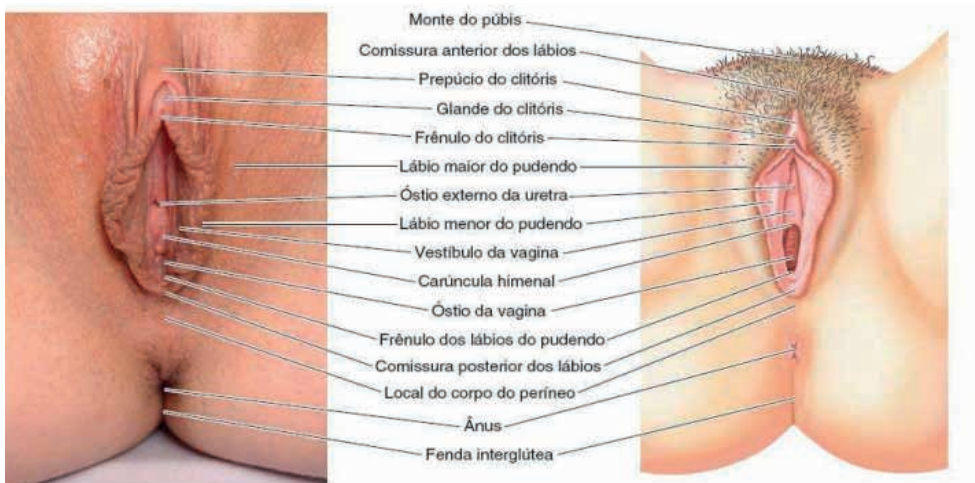 Monte do púbis
Comissura anterior dos lábios
Prepúcio do clitóris
Glande do clitóris
Frênulo do clitóris
Lábio maior do pudendo
Óstio externo da uretra
Lábio menor do pudendo
Vestíbulo da vagina
Carúncula himenal
Óstio da vagina
Frênulo dos lábios do pudendo
Comissura posterior dos lábios
Local do corpo do períneo
Ânus
Fenda interglútea